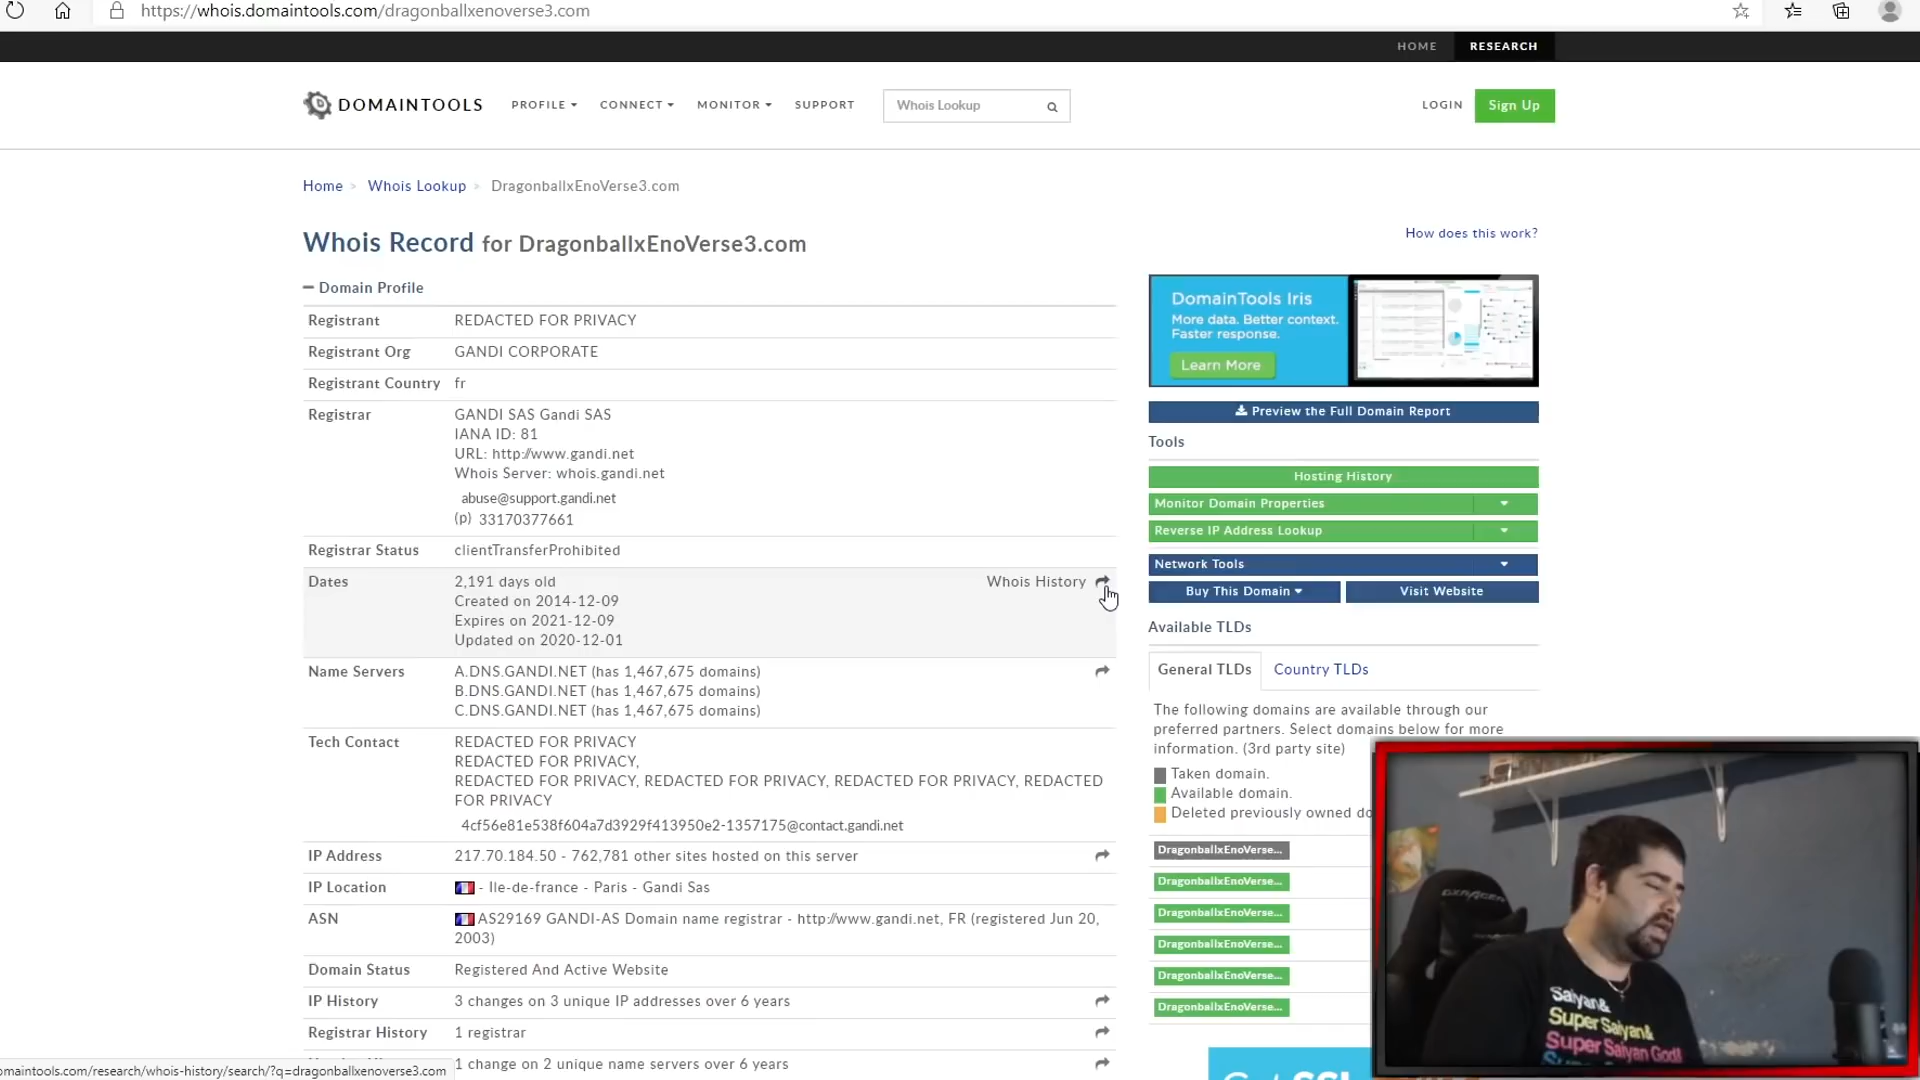 https://whois.domaintools.com/dragonballxenoverse3.com
HOME
RESEARCH
DOMAINTOOLS
PROFILE
CONNECT
MONITOR
SUPPORT
Whois Lookup
LOGIN
Sign Up
Home > Whois Lookup > DragonballxEnoVerse3.com
How does this work?
Whois Record for DragonballxEnoVerse3.com
Domain Profile
Registrant REDACTED FOR PRIVACY
Registrant Org GANDI CORPORATE
Registrant Country fr
Registrar GANDI SAS Gandi SAS
IANA ID: 81
URL: http://www.gandi.net
Whois Server: whois.gandi.net
abuse@support.gandi.net
(p) 33170377661
Registrar Status clientTransferProhibited
Dates 2,191 days old Whois History
Created on 2014-12-09
Expires on 2021-12-09
Updated on 2020-12-01
Name Servers A.DNS.GANDI.NET (has 1,467,675 domains)
B.DNS.GANDI.NET (has 1,467,675 domains)
C.DNS.GANDI.NET (has 1,467,675 domains)
Tech Contact REDACTED FOR PRIVACY
REDACTED FOR PRIVACY,
REDACTED FOR PRIVACY, REDACTED FOR PRIVACY, REDACTED FOR PRIVACY, REDACTED
FOR PRIVACY
4cf56e81e538f604a7d3929f413950e2-1357175@contact.gandi.net
IP Address 217.70.184.50 - 762,781 other sites hosted on this server
IP Location - Ile-de-france - Paris - Gandi Sas
ASN AS29169 GANDI-AS Domain name registrar - http://www.gandi.net, FR (registered Jun 20,
2003)
Domain Status Registered And Active Website
IP History 3 changes on 3 unique IP addresses over 6 years
Registrar History 1 registrar
1 change on 2 unique name servers over 6 years
omaintools.com/research/whois-history/search/?q=dragonballxenoverse3.com
DomainTools Iris
More data. Better context.
Faster response.
Learn More
Preview the Full Domain Report
Tools
Hosting History
Monitor Domain Properties
Reverse IP Address Lookup
Network Tools
Buy This Domain
Visit Website
Available TLDs
General TLDs
Country TLDs
The following domains are available through our
preferred partners. Select domains below for more
information. (3rd party site)
Taken domain.
Available domain.
Deleted previously owned do
DragonballxEnoVerse...
DragonballxEnoVerse...
DragonballxEnoVerse...
DragonballxEnoVerse...
DragonballxEnoVerse...
DragonballxEnoVerse...
DXRACER
Saiyan&
Super Saiyan&
Super Saiyan God&